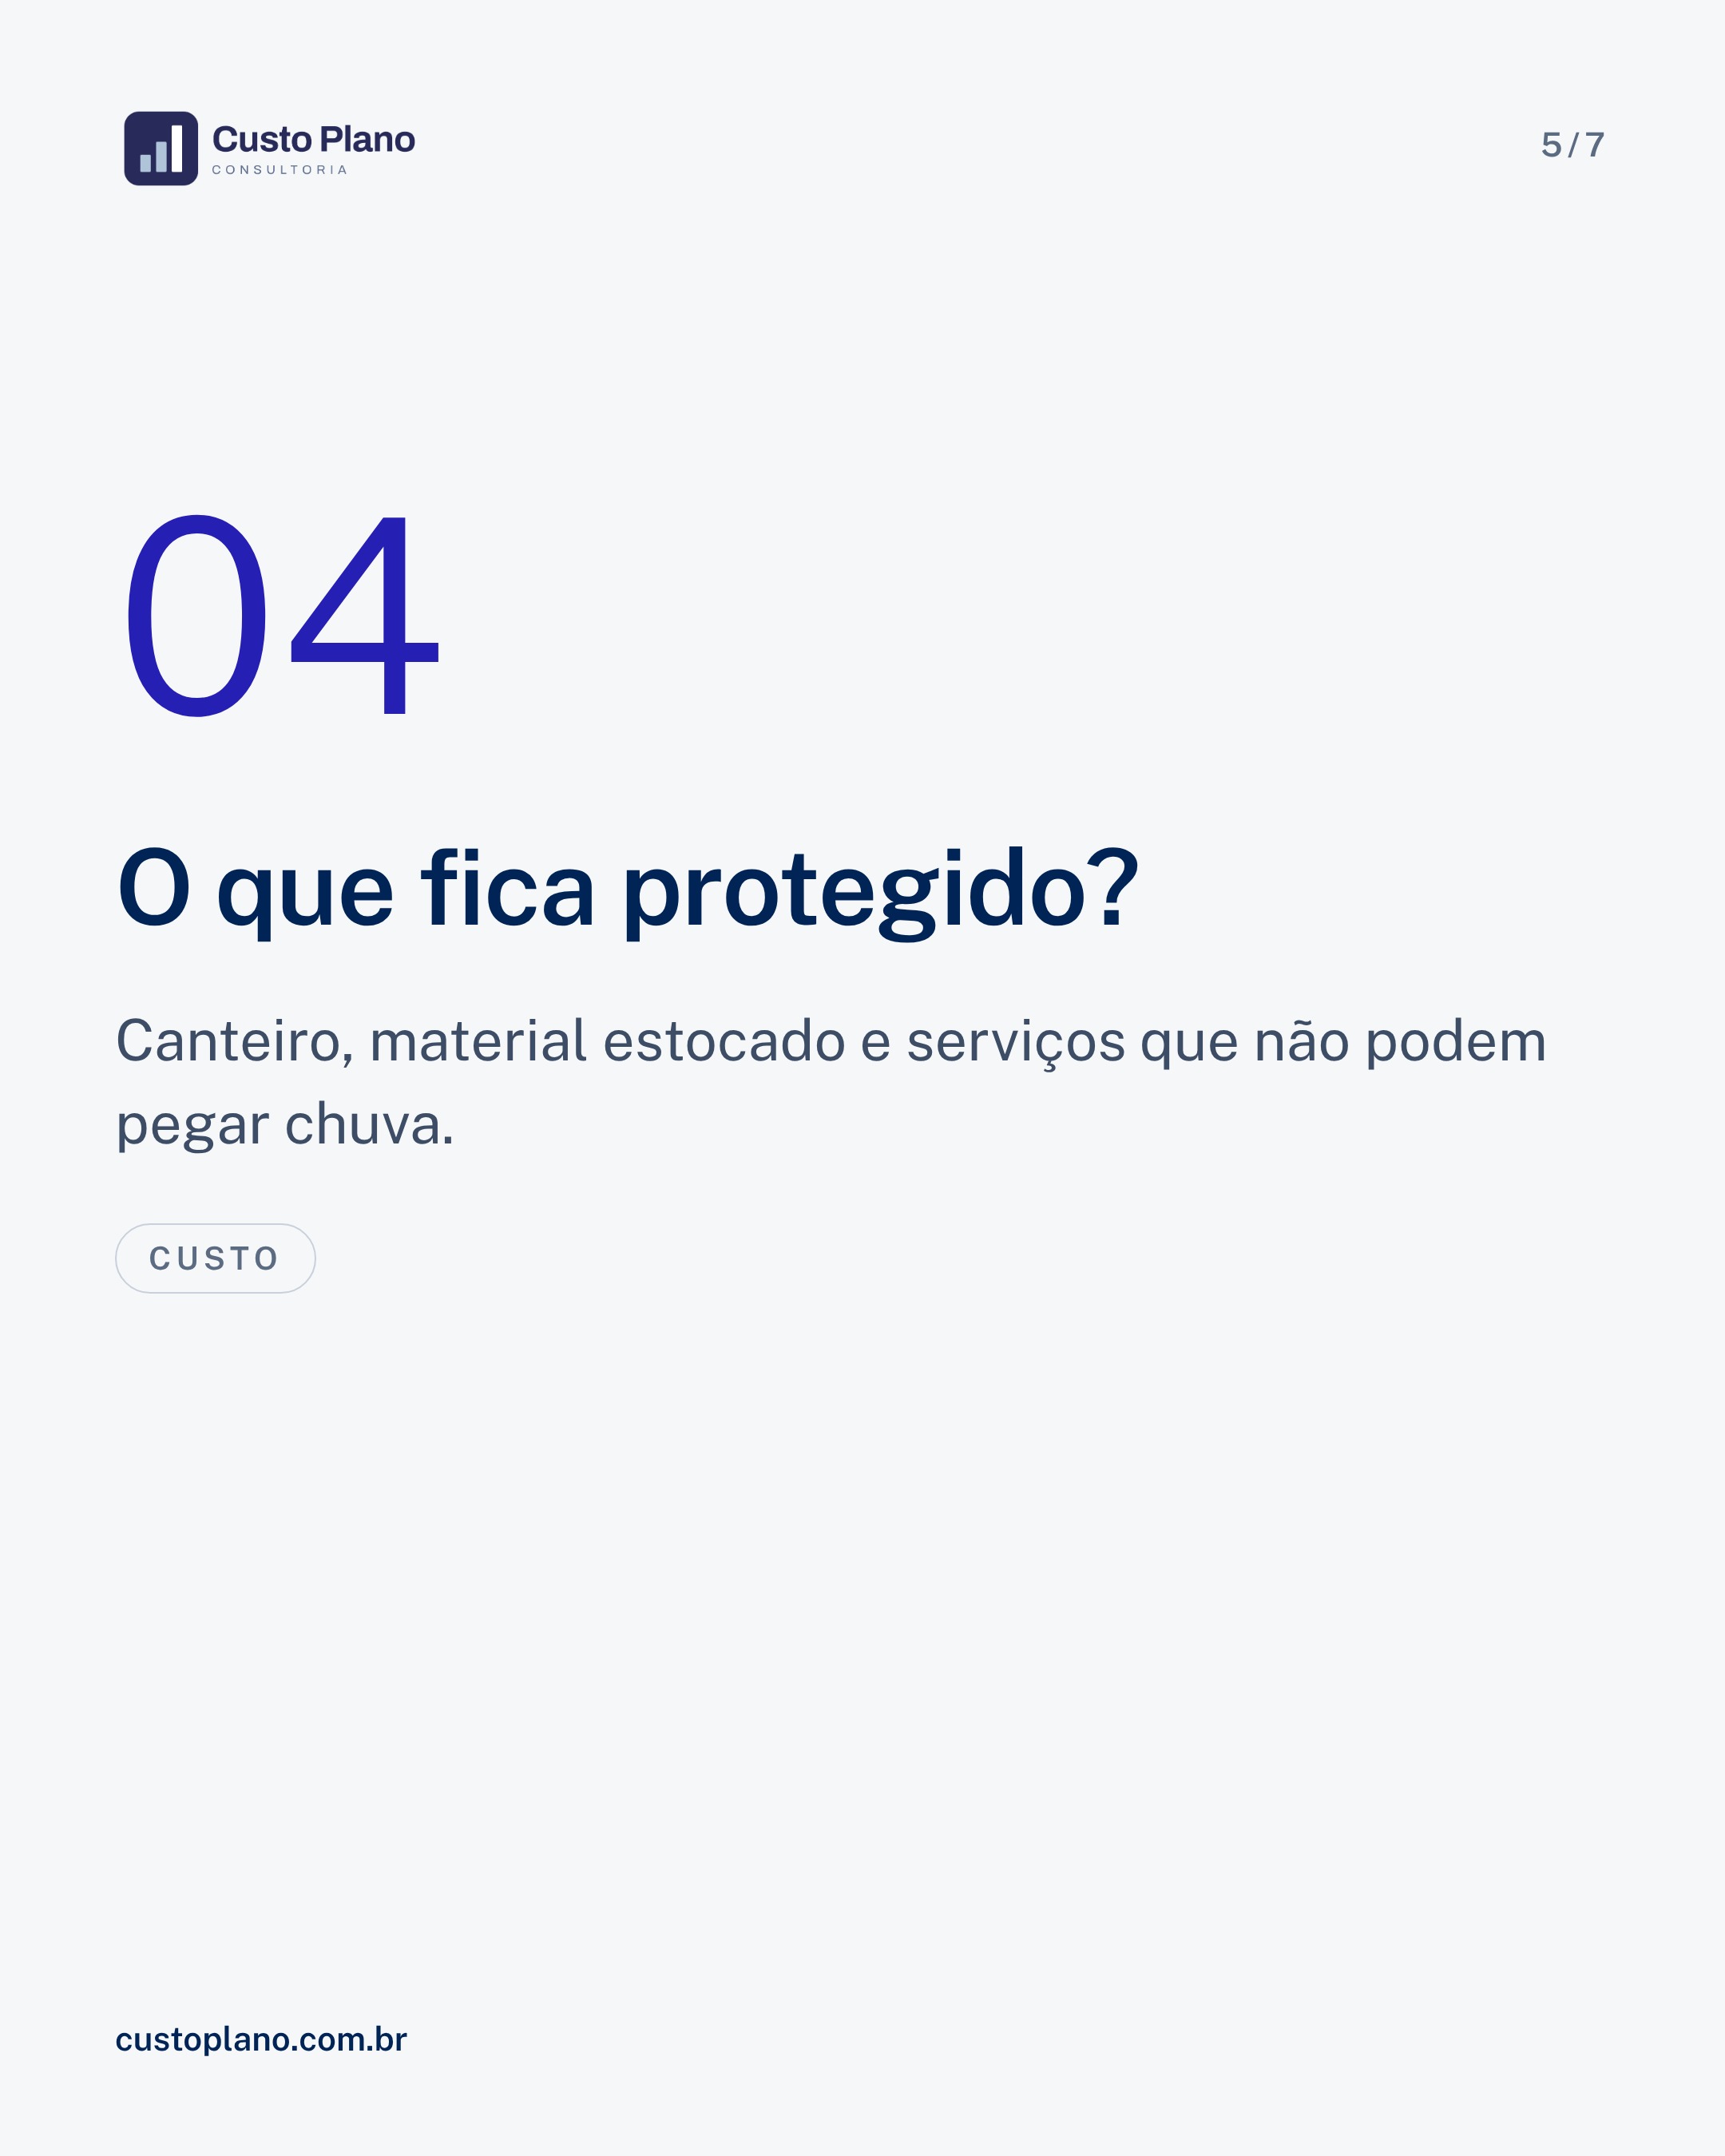 Custo Plano
CONSULTORIA
5/7
04
O que fica protegido?
Canteiro, material estocado e serviços que não podem
pegar chuva.
CUSTO
custoplano.com.br